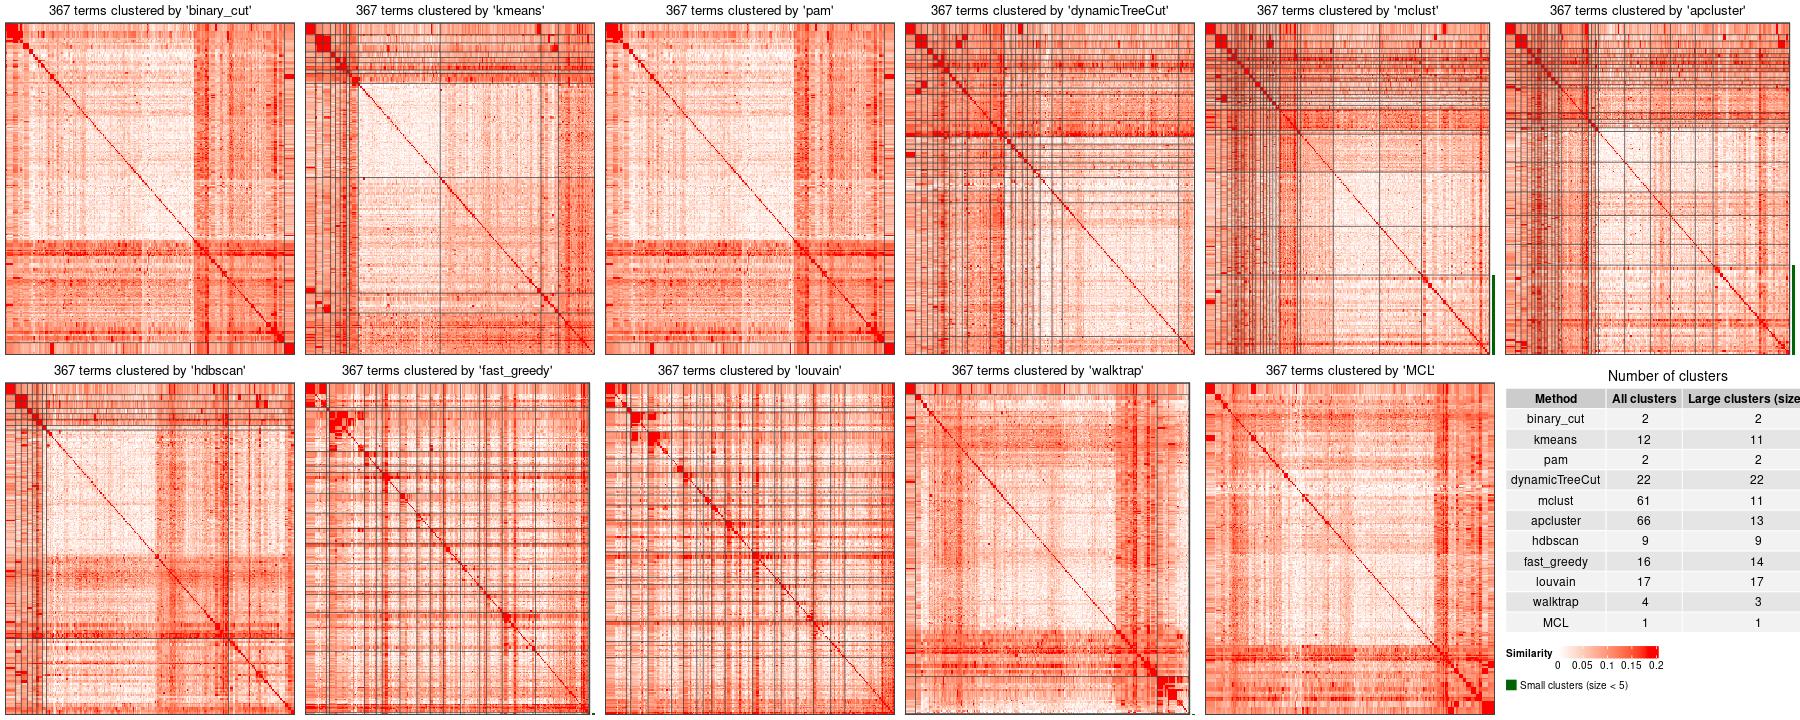 367 terms clustered by 'binary_cut'
367 terms clustered by 'kmeans'
367 terms clustered by 'pam'
367 terms clustered by 'dynamicTreeCut'
367 terms clustered by 'mclust'
367 terms clustered by 'apcluster'
367 terms clustered by 'hdbscan'
367 terms clustered by 'fast_greedy'
367 terms clustered by 'louvain'
367 terms clustered by 'walktrap'
367 terms clustered by 'MCL'
Number of clusters
Method All clusters Large clusters (size
binary_cut 2 2
kmeans 12 11
pam 2 2
dynamicTreeCut 22 22
mclust 61 11
apcluster 66 13
hdbscan 9 9
fast_greedy 16 14
louvain 17 17
walktrap 4 3
MCL 1 1
Similarity
0 0.05 0.1 0.15 0.2
Small clusters (size < 5)